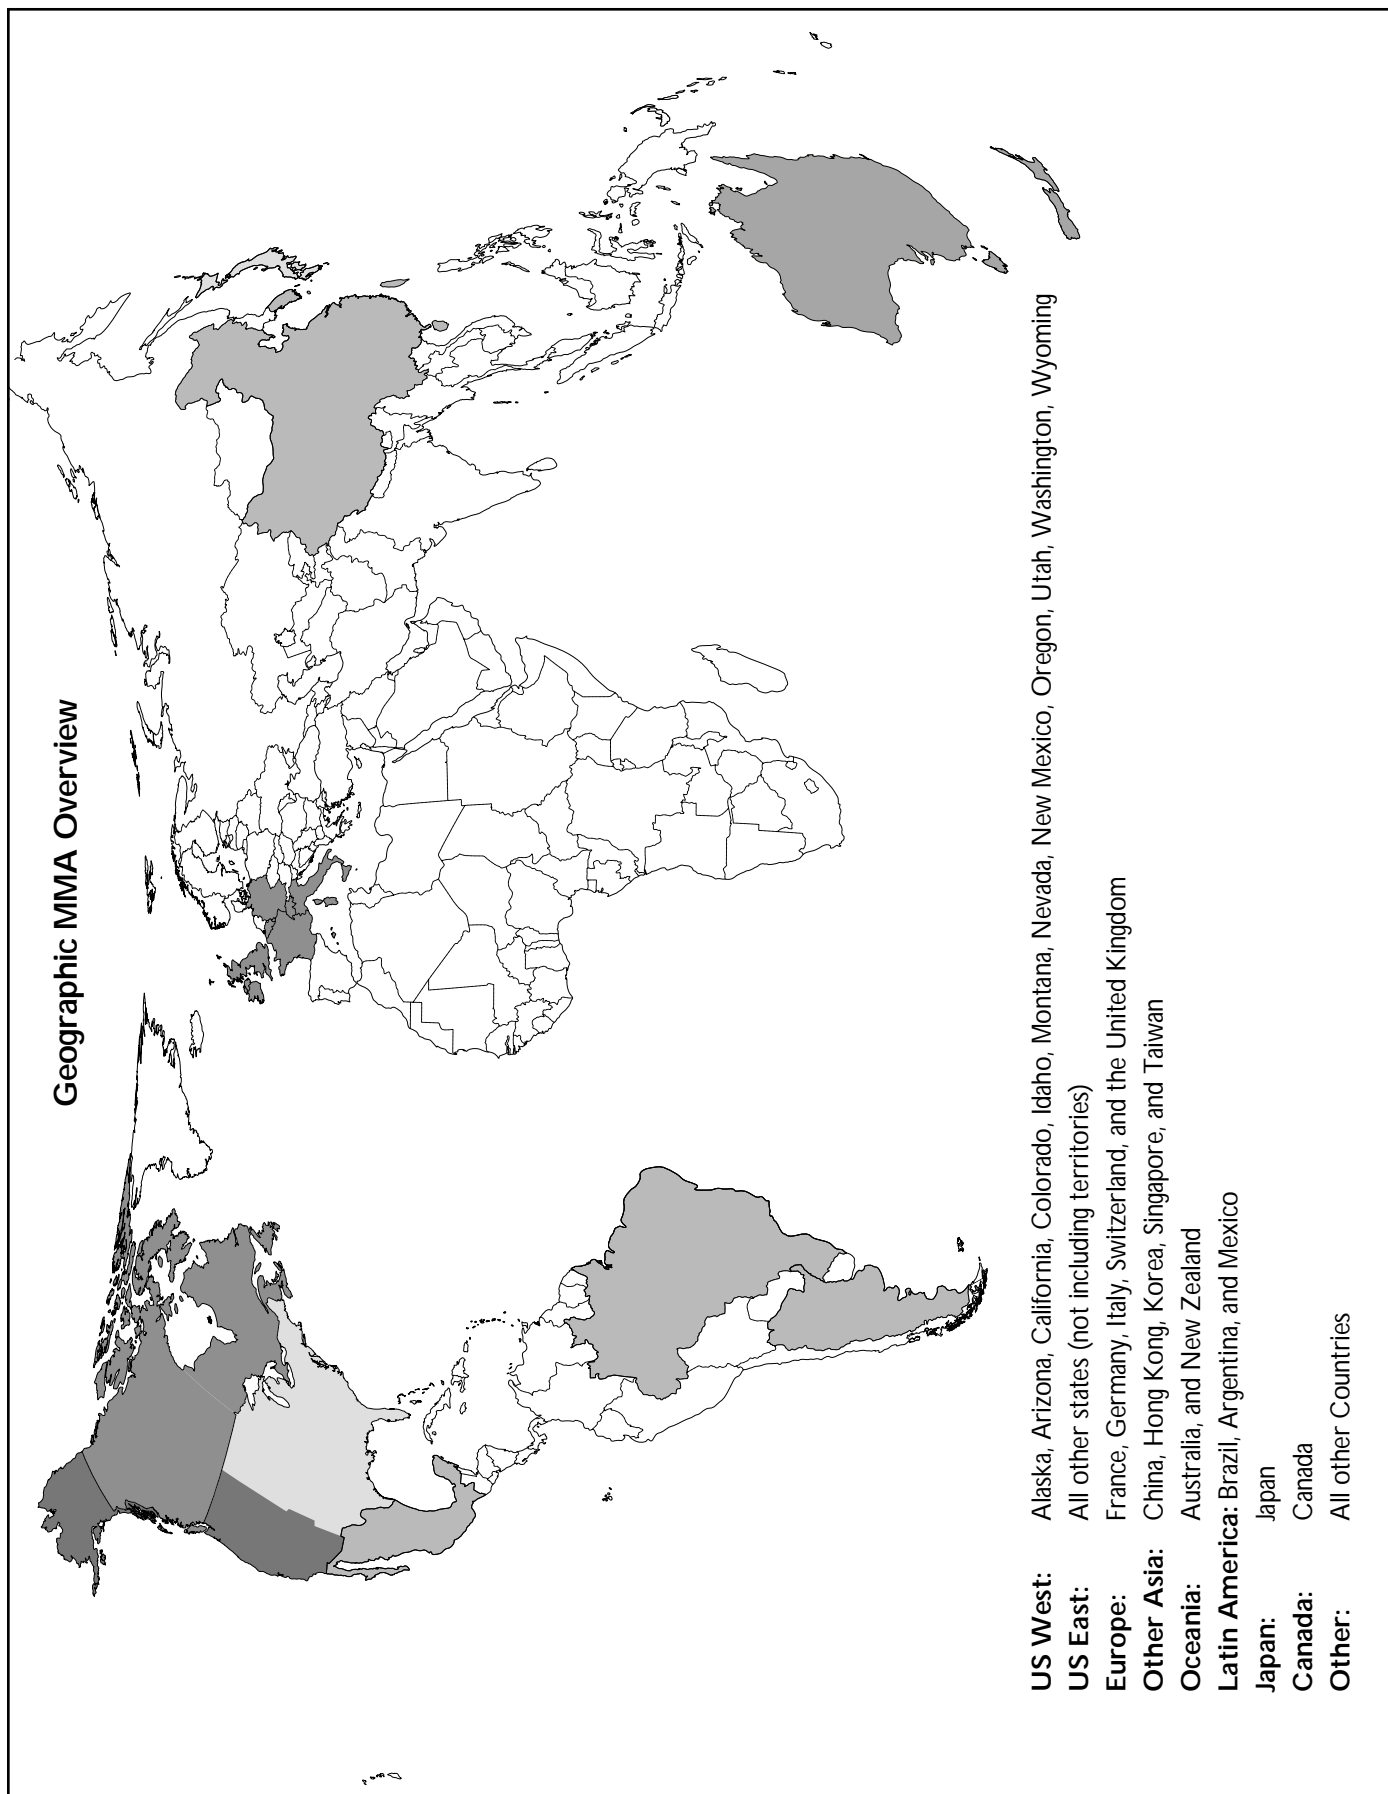 Geographic MMA Overview
US West: Alaska, Arizona, California, Colorado, Idaho, Montana, Nevada, New Mexico, Oregon, Utah, Washington, Wyoming
US East: All other states (not including territories)
Europe: France, Germany, Italy, Switzerland, and the United Kingdom
Other Asia: China, Hong Kong, Korea, Singapore, and Taiwan
Oceania: Australia, and New Zealand
Latin America: Brazil, Argentina, and Mexico
Japan: Japan
Canada: Canada
Other: All other Countries